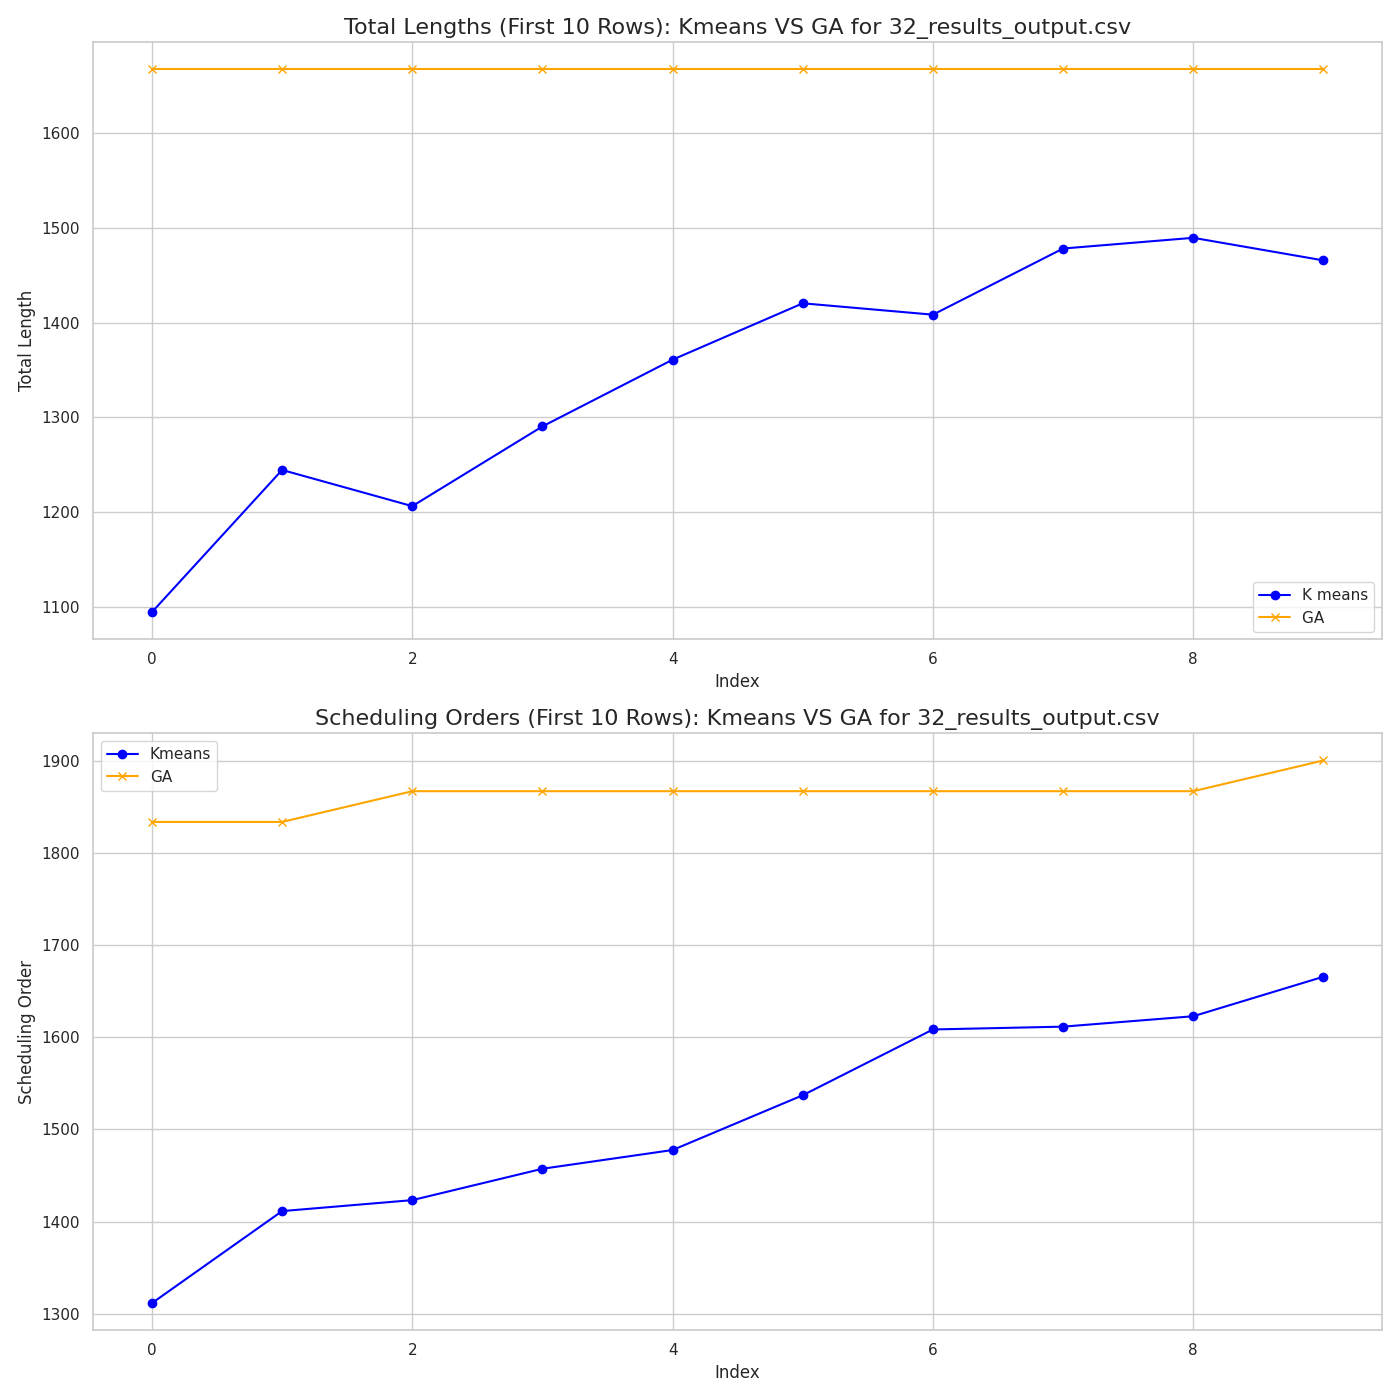 Total Lengths (First 10 Rows): Kmeans VS GA for 32_results_output.csv
1600
1500
1400
1300
1200
1100
Total Length
K means
GA
0 2 4 6 8
Index
Scheduling Orders (First 10 Rows): Kmeans VS GA for 32_results_output.csv
Kmeans
GA
1900
1800
1700
1600
1500
1400
1300
Scheduling Order
0 2 4 6 8
Index